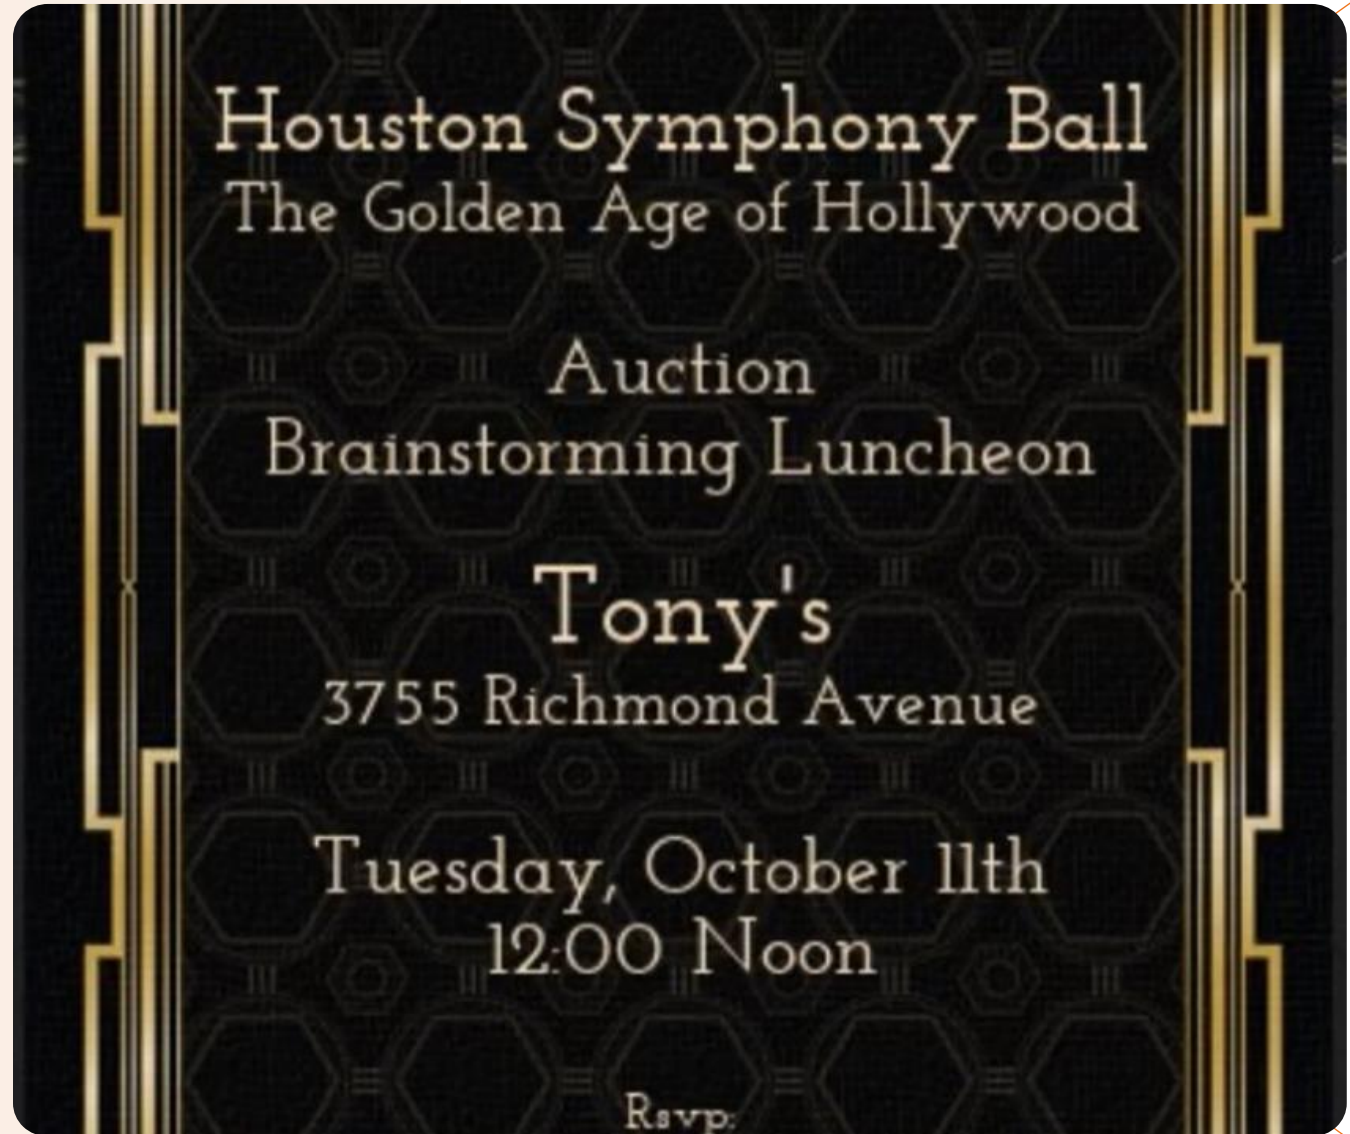 Houston Symphony Ball
The Golden Age of Hollywood
Auction
Brainstorming Luncheon
Tony's
3755 Richmond Avenue
Tuesday, October 11th
12:00 Noon
Rsvp: